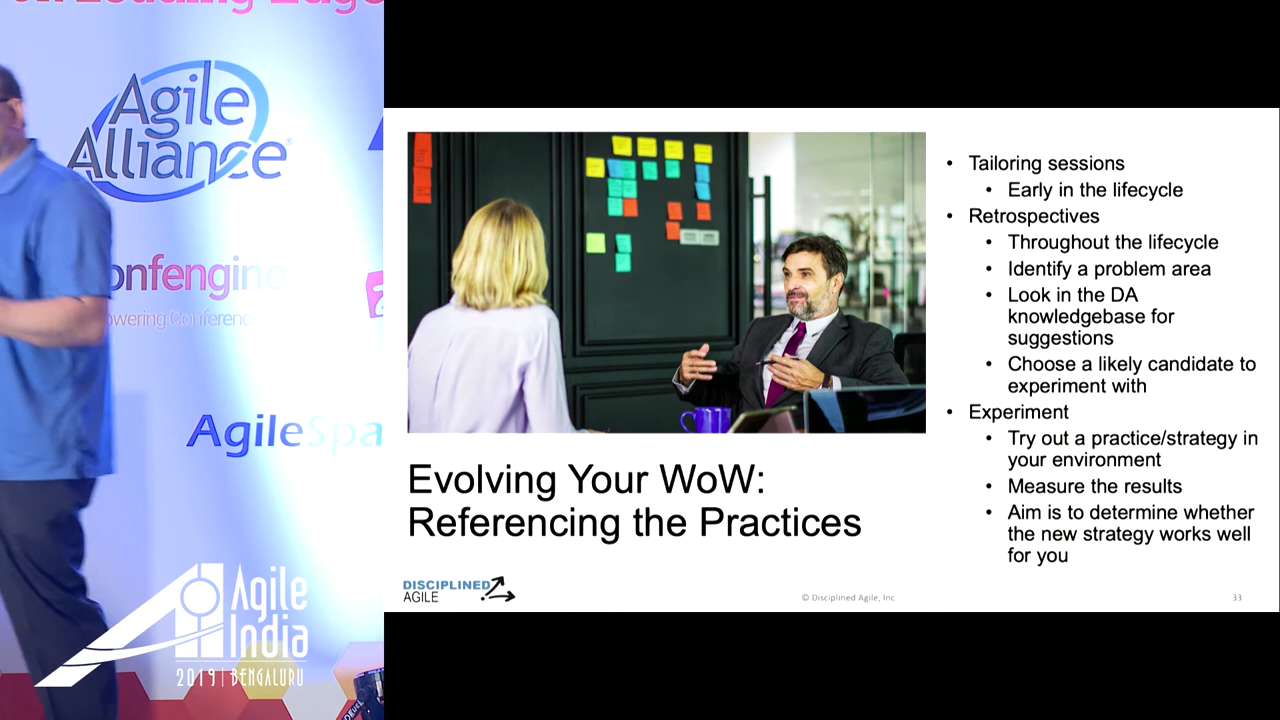 Leading Edge
Agile
Alliance
onfengine
owering Conferenc
AgileSpa
Agile
India
2019 | BENGALURU
• Tailoring sessions
• Early in the lifecycle
• Retrospectives
• Throughout the lifecycle
• Identify a problem area
• Look in the DA
knowledgebase for
suggestions
• Choose a likely candidate to
experiment with
• Experiment
• Try out a practice/strategy in
your environment
• Measure the results
• Aim is to determine whether
the new strategy works well
for you
Evolving Your WoW:
Referencing the Practices
DISCIPLINED
AGILE
© Disciplined Agile, Inc
33